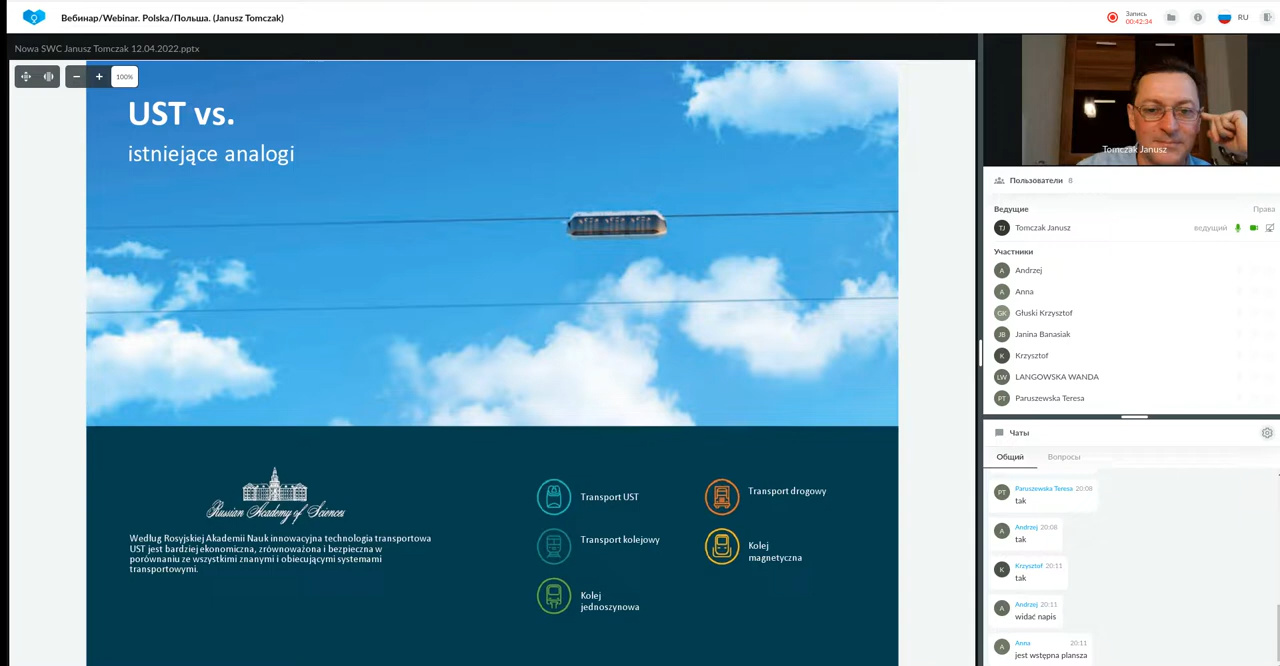 Вебинар/Webinar. Polska/Польша. (Janusz Tomczak)
Запись
00:42:34
RU
Nowa SWC Janusz Tomczak 12.04.2022.pptx
100%
UST vs.
istniejące analogi
Russian Academy of Sciences
Według Rosyjskiej Akademii Nauk innowacyjna technologia transportowa
UST jest bardziej ekonomiczna, zrównoważona i bezpieczna w
porównaniu ze wszystkimi znanymi i obiecującymi systemami
transportowymi.
Transport UST
Transport kolejowy
Kolej
jednoszynowa
Transport drogowy
Kolej
magnetyczna
Tomczak Janusz
Пользователи 8
Ведущие Права
TJ Tomczak Janusz ведущий
Участники
A Andrzej
A Anna
GK Głuski Krzysztof
JB Janina Banasiak
K Krzysztof
LW LANGOWSKA WANDA
PT Paruszewska Teresa
Чаты
Общий Вопросы
PT Paruszewska Teresa 20:08
tak
A Andrzej 20:08
tak
K Krzysztof 20:11
tak
A Andrzej 20:11
widać napis
A Anna 20:11
jest wstępna plansza